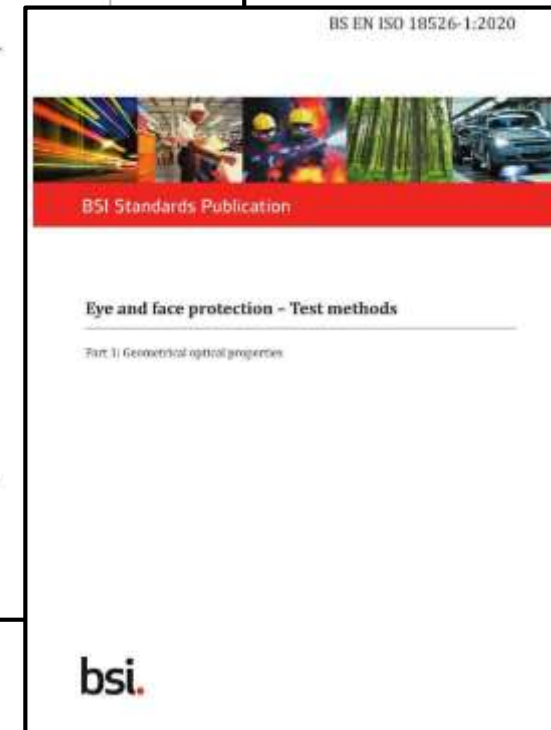 BS EN ISO 18526-1:2020
BSI Standards Publication
Eye and face protection – Test methods
Part 1: Geometrical optical properties
bsi.